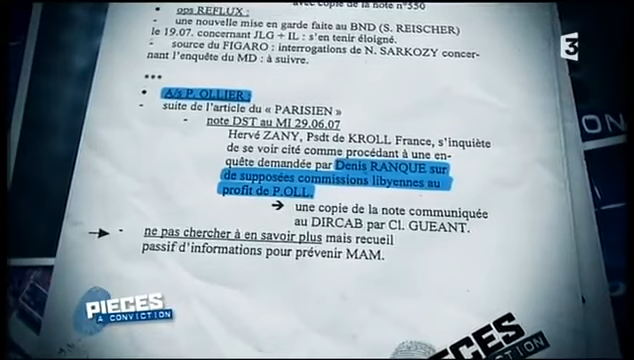 avec copie de la note n°550
• ops REFLUX :
- une nouvelle mise en garde faite au BND (S. REISCHER)
le 19.07. concernant JLG + IL : s'en tenir éloigné.
- source du FIGARO : interrogations de N. SARKOZY concer-
nant l'enquête du MD : à suivre.
***
• A/s P. OLLIER :
- suite de l'article du « PARISIEN »
- note DST au MI 29.06.07
Hervé ZANY, Psdt de KROLL France, s'inquiète
de se voir cité comme procédant à une en-
quête demandée par Denis RANQUE sur
de supposées commissions libyennes au
profit de P.OLL.
➔ une copie de la note communiquée
au DIRCAB par Cl. GUEANT.
- ne pas chercher à en savoir plus mais recueil
passif d'informations pour prévenir MAM.
3
ON
PIECES
A CONVICTION
ECES